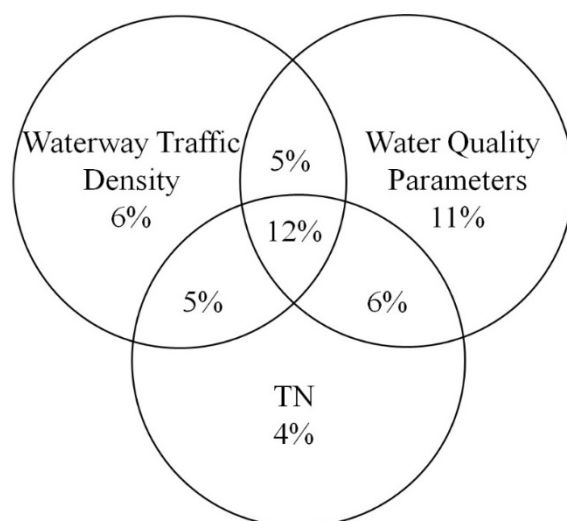 Waterway Traffic
Density
6%
5%
Water Quality
Parameters
11%
12%
5%
6%
TN
4%